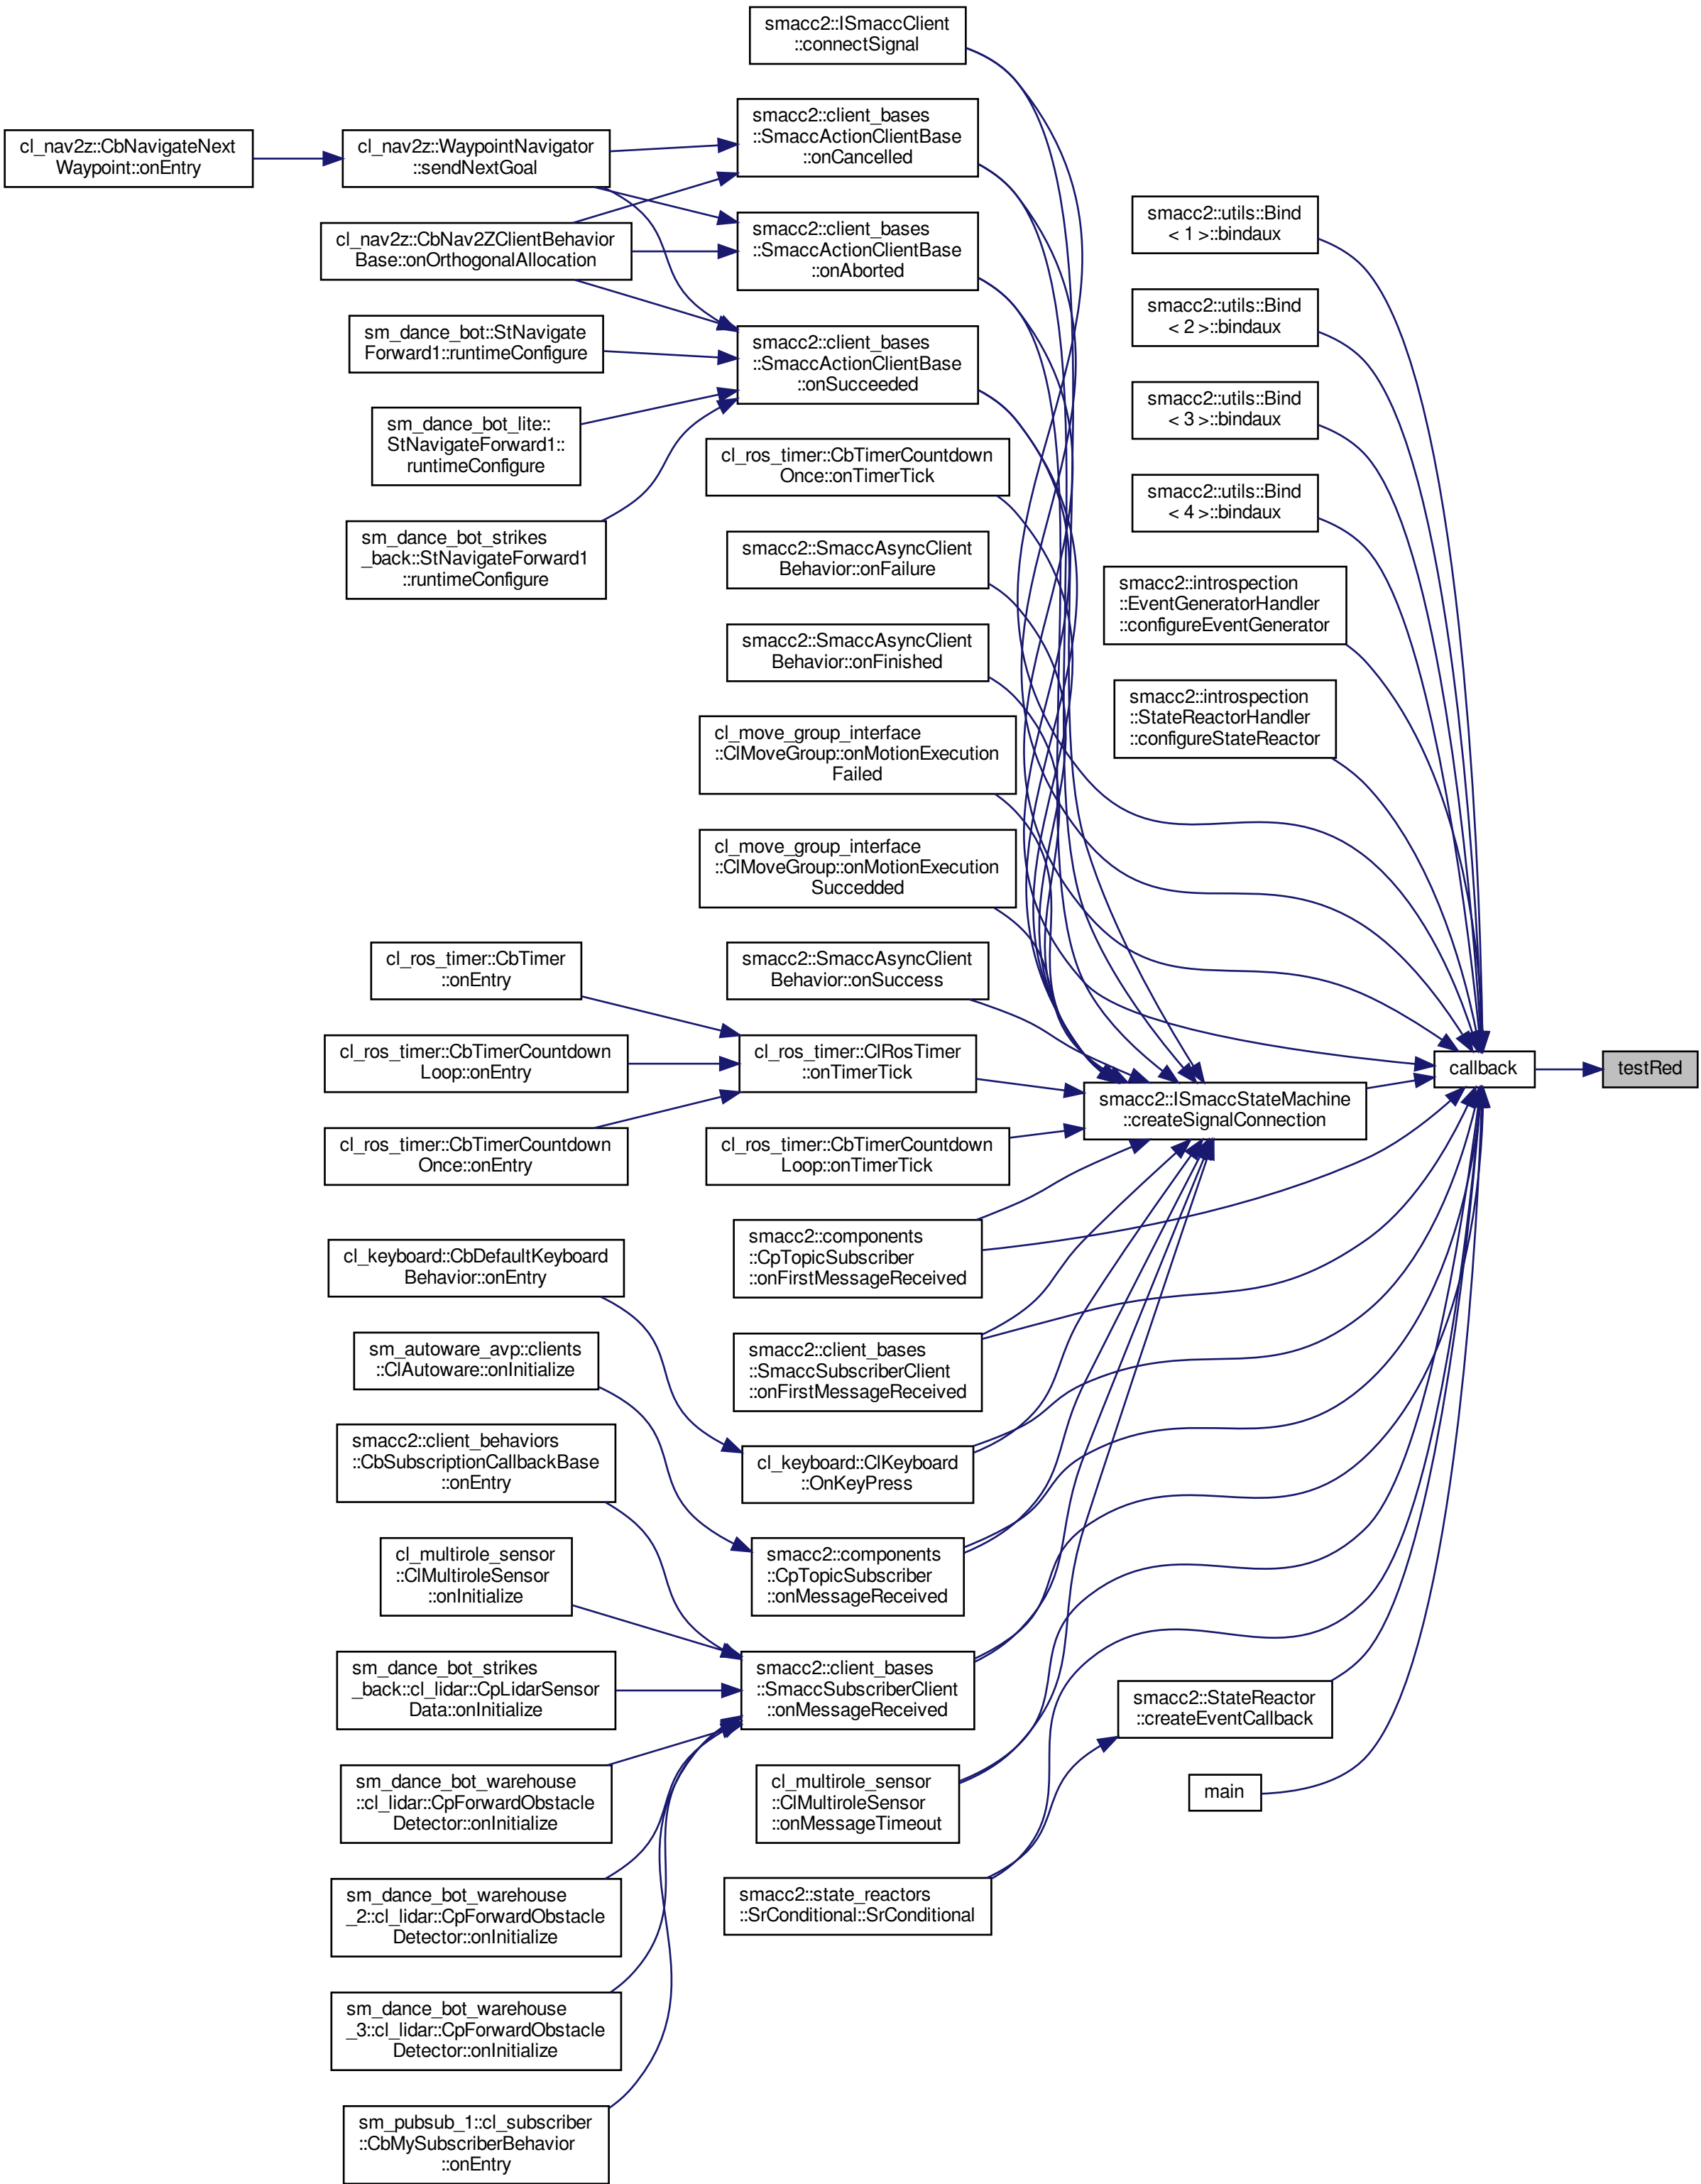 smacc2::ISmaccClient
::connectSignal
smacc2::client_bases
::SmaccActionClientBase
::onCancelled
cl_nav2z::CbNavigateNext
Waypoint::onEntry
cl_nav2z::WaypointNavigator
::sendNextGoal
cl_nav2z::CbNav2ZClientBehavior
Base::onOrthogonalAllocation
smacc2::client_bases
::SmaccActionClientBase
::onAborted
sm_dance_bot::StNavigate
Forward1::runtimeConfigure
smacc2::client_bases
::SmaccActionClientBase
::onSucceeded
sm_dance_bot_lite::
StNavigateForward1::
runtimeConfigure
cl_ros_timer::CbTimerCountdown
Once::onTimerTick
sm_dance_bot_strikes
_back::StNavigateForward1
::runtimeConfigure
smacc2::SmaccAsyncClient
Behavior::onFailure
smacc2::SmaccAsyncClient
Behavior::onFinished
cl_move_group_interface
::ClMoveGroup::onMotionExecution
Failed
cl_move_group_interface
::ClMoveGroup::onMotionExecution
Succedded
cl_ros_timer::CbTimer
::onEntry
smacc2::SmaccAsyncClient
Behavior::onSuccess
cl_ros_timer::CbTimerCountdown
Loop::onEntry
cl_ros_timer::ClRosTimer
::onTimerTick
cl_ros_timer::CbTimerCountdown
Once::onEntry
cl_ros_timer::CbTimerCountdown
Loop::onTimerTick
smacc2::components
::CpTopicSubscriber
::onFirstMessageReceived
cl_keyboard::CbDefaultKeyboard
Behavior::onEntry
sm_autoware_avp::clients
::ClAutoware::onInitialize
smacc2::client_bases
::SmaccSubscriberClient
::onFirstMessageReceived
smacc2::client_behaviors
::CbSubscriptionCallbackBase
::onEntry
cl_keyboard::ClKeyboard
::OnKeyPress
cl_multirole_sensor
::ClMultiroleSensor
::onInitialize
smacc2::components
::CpTopicSubscriber
::onMessageReceived
sm_dance_bot_strikes
_back::cl_lidar::CpLidarSensor
Data::onInitialize
smacc2::client_bases
::SmaccSubscriberClient
::onMessageReceived
sm_dance_bot_warehouse
::cl_lidar::CpForwardObstacle
Detector::onInitialize
cl_multirole_sensor
::ClMultiroleSensor
::onMessageTimeout
sm_dance_bot_warehouse
_2::cl_lidar::CpForwardObstacle
Detector::onInitialize
smacc2::state_reactors
::SrConditional::SrConditional
sm_dance_bot_warehouse
_3::cl_lidar::CpForwardObstacle
Detector::onInitialize
sm_pubsub_1::cl_subscriber
::CbMySubscriberBehavior
::onEntry
smacc2::utils::Bind
< 1 >::bindaux
smacc2::utils::Bind
< 2 >::bindaux
smacc2::utils::Bind
< 3 >::bindaux
smacc2::utils::Bind
< 4 >::bindaux
smacc2::introspection
::EventGeneratorHandler
::configureEventGenerator
smacc2::introspection
::StateReactorHandler
::configureStateReactor
smacc2::ISmaccStateMachine
::createSignalConnection
smacc2::StateReactor
::createEventCallback
main
callback
testRed